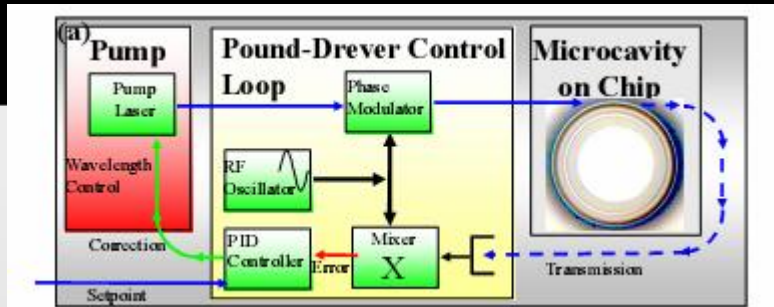 (a)
Pump
Pound-Drever Control
Loop
Microcavity
on Chip
Pump
Laser
Phase
Modulator
Wavelength
Control
RF
Oscillator
PID
Controller
Mixer
X
Error
Correction
Setpoint
Transmission